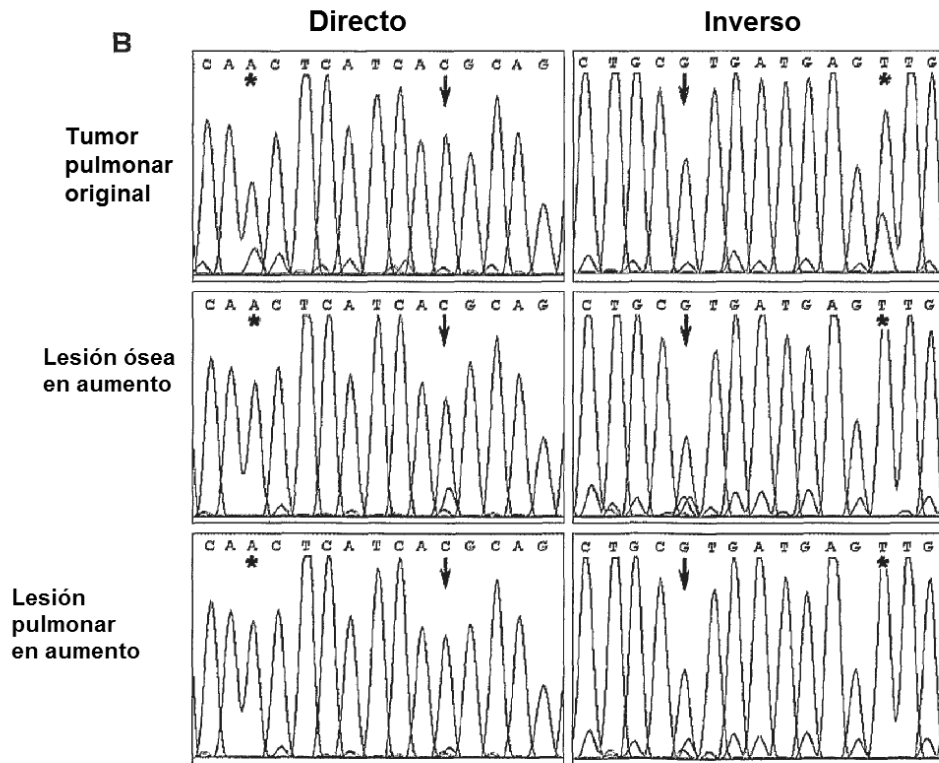 B
Directo
Inverso
Tumor
pulmonar
original
C A A C T C A T C A C G C A G
*
C T G C G T G A T G A G T T G
*
Lesión ósea
en aumento
C A A C T C A T C A C G C A G
*
C T G C G T G A T G A G T T G
*
Lesión
pulmonar
en aumento
C A A C T C A T C A C G C A G
*
C T G C G T G A T G A G T T G
*